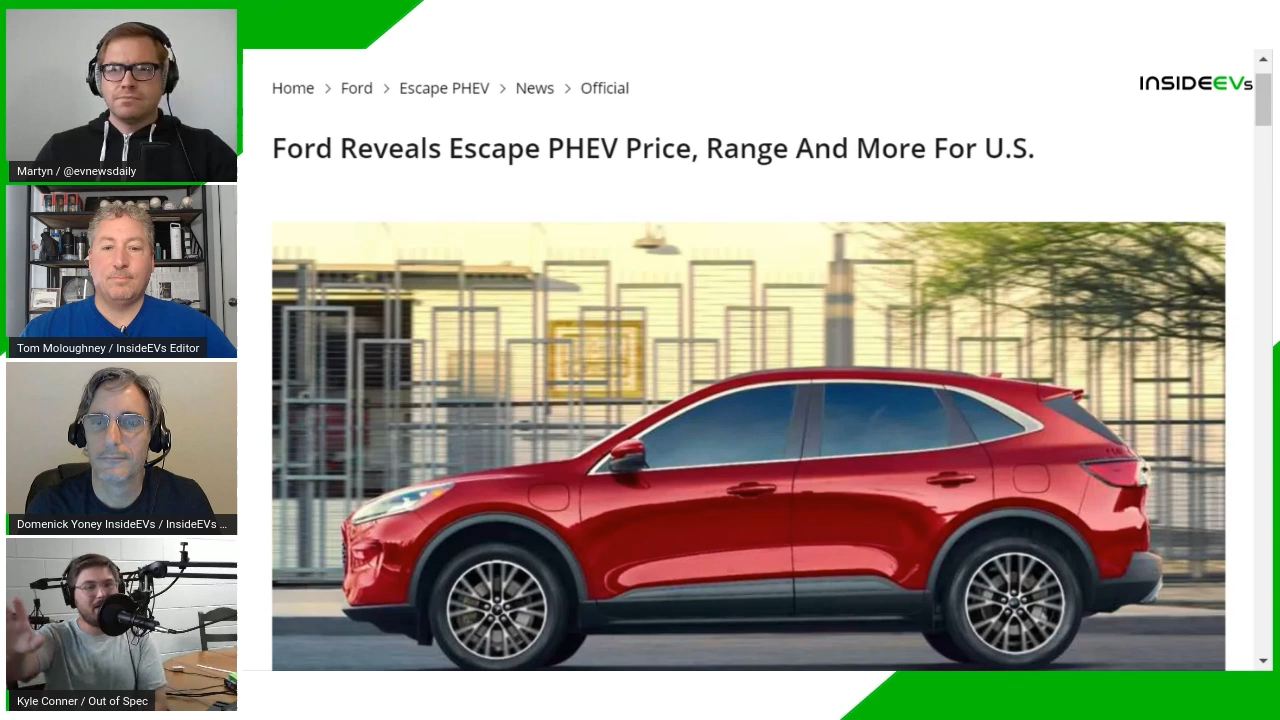 Martyn / @evnewsdaily
Tom Moloughney / InsideEVs Editor
Domenick Yoney InsideEVs / InsideEVs ...
Kyle Conner / Out of Spec
Home > Ford > Escape PHEV > News > Official
INSIDEEVs
Ford Reveals Escape PHEV Price, Range And More For U.S.